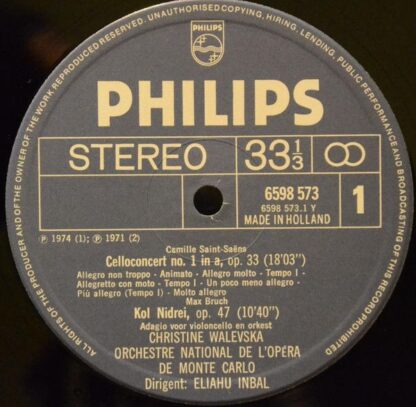 ALL RIGHTS OF THE PRODUCER AND OF THE OWNER OF THE WORK REPRODUCED RESERVED. UNAUTHORISED COPYING, HIRING, LENDING, PUBLIC PERFORMANCE AND BROADCASTING OF THIS RECORD PROHIBITED
PHILIPS
PHILIPS
STEREO 33 1/3
6598 573
6598 573.1 Y
MADE IN HOLLAND
1
Ⓟ 1974 (1); Ⓟ 1971 (2)
Camille Saint-Saëns
Celloconcert no. 1 in a, op. 33 (18'03")
Allegro non troppo - Animato - Allegro molto - Tempo I -
Allegretto con moto - Tempo I - Un poco meno allegro -
Più allegro (Tempo I) - Molto allegro
Max Bruch
Kol Nidrei, op. 47 (10'40")
Adagio voor violoncello en orkest
CHRISTINE WALEVSKA
ORCHESTRE NATIONAL DE L'OPÉRA
DE MONTE CARLO
Dirigent: ELIAHU INBAL